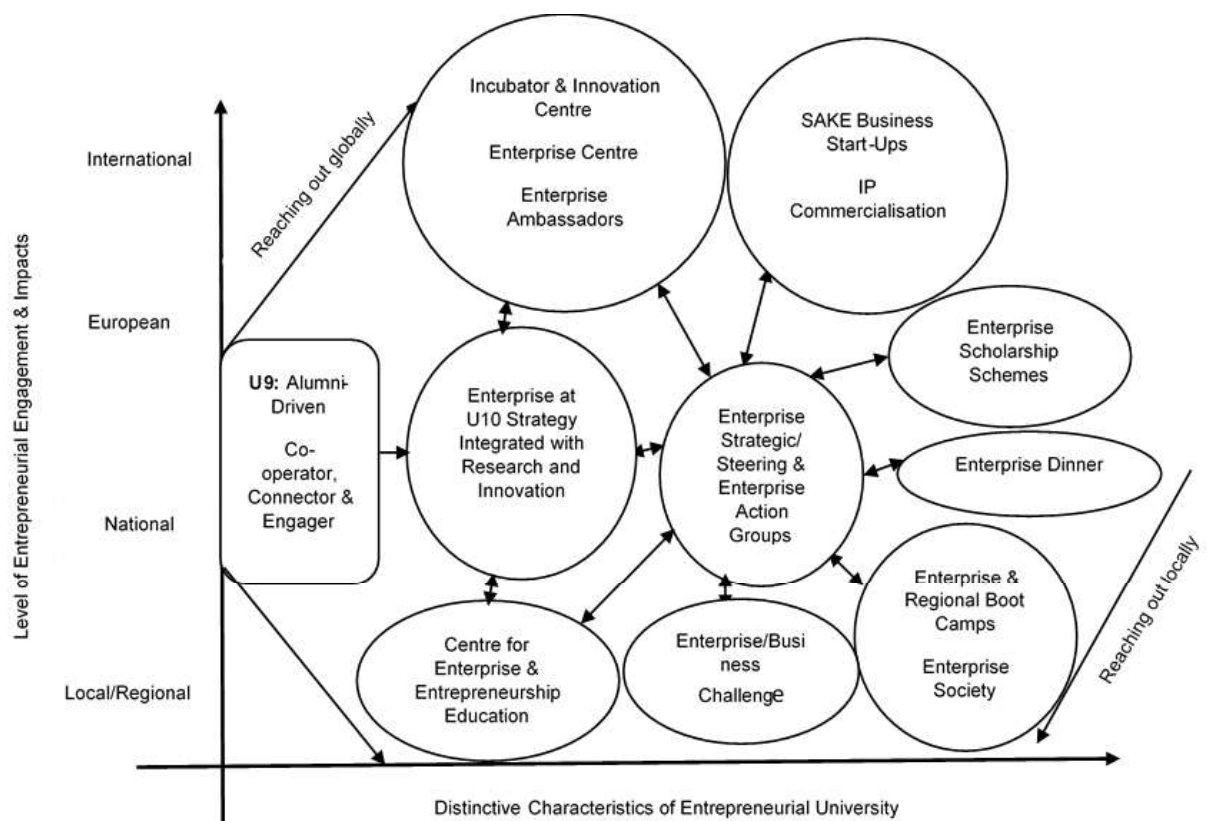 Level of Entrepreneurial Engagement & Impacts
International
European
National
Local/Regional
Reaching out globally
Incubator & Innovation
Centre
Enterprise Centre
Enterprise
Ambassadors
SAKE Business
Start-Ups
IP
Commercialisation
U9: Alumni-
Driven
Co-
operator,
Connector &
Engager
Enterprise at
U10 Strategy
Integrated with
Research and
Innovation
Enterprise
Strategic/
Steering &
Enterprise
Action
Groups
Enterprise
Scholarship
Schemes
Enterprise Dinner
Enterprise &
Regional Boot
Camps
Enterprise
Society
Reaching out locally
Centre for
Enterprise &
Entrepreneurship
Education
Enterprise/Busi
ness
Challenge
Distinctive Characteristics of Entrepreneurial University